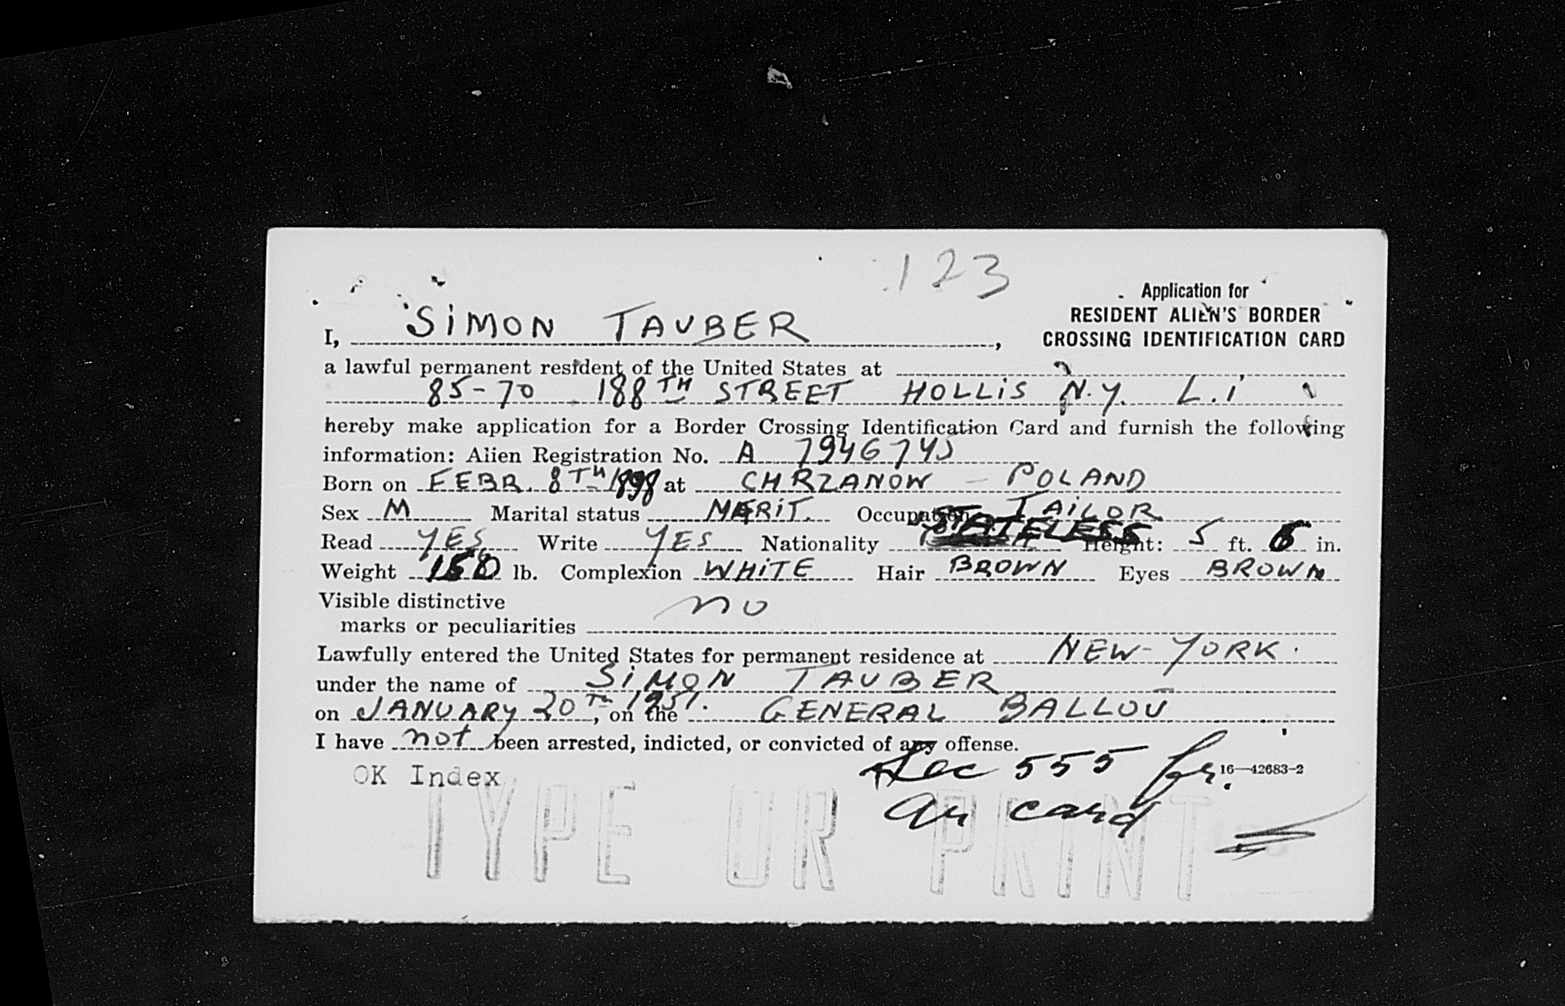 123
Application for
RESIDENT ALIEN'S BORDER
CROSSING IDENTIFICATION CARD
I, SIMON TAUBER,
a lawful permanent resident of the United States at
85-70 188TH STREET HOLLIS N.Y. L.i
hereby make application for a Border Crossing Identification Card and furnish the following
information: Alien Registration No. A 7946745
Born on FEBR. 8TH 1898 at CHRZANOW - POLAND
Sex M Marital status MERIT. Occupation TAILOR
Read YES Write YES Nationality STATELESS Height: 5 ft. 6 in.
Weight 150 lb. Complexion WHITE Hair BROWN Eyes BROWN
Visible distinctive
marks or peculiarities no
Lawfully entered the United States for permanent residence at NEW-YORK.
under the name of SIMON TAUBER
on JANUARY 20TH 1951., on the GENERAL BALLOU
I have not been arrested, indicted, or convicted of any offense.
16—42683-2
OK Index
555
card
TYPE OR PRINT